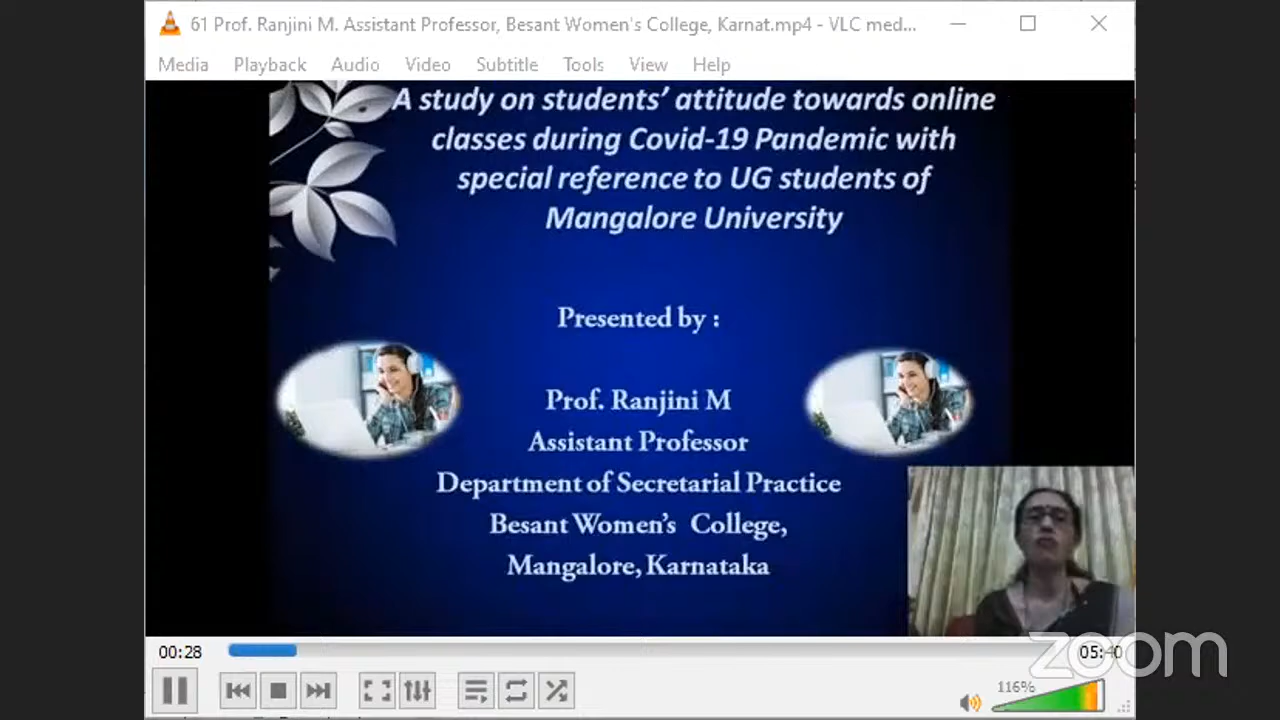 61 Prof. Ranjini M. Assistant Professor, Besant Women's College, Karnat.mp4 - VLC med...
Media Playback Audio Video Subtitle Tools View Help
A study on students’ attitude towards online
classes during Covid-19 Pandemic with
special reference to UG students of
Mangalore University
Presented by :
Prof. Ranjini M
Assistant Professor
Department of Secretarial Practice
Besant Women’s College,
Mangalore, Karnataka
00:28
05:40
zoom
116%